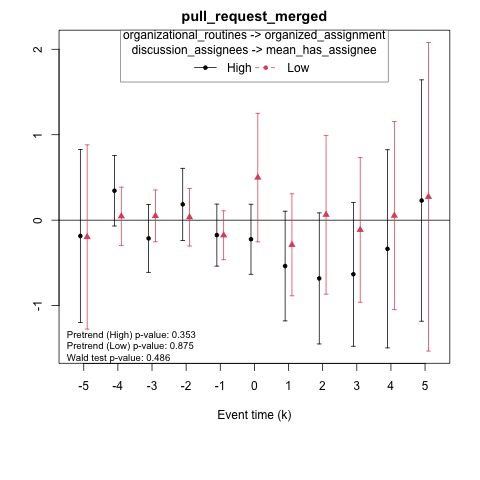 pull_request_merged
organizational_routines -> organized_assignment
discussion_assignees -> mean_has_assignee
High Low
2
1
0
-1
Pretrend (High) p-value: 0.353
Pretrend (Low) p-value: 0.875
Wald test p-value: 0.486
-5 -4 -3 -2 -1 0 1 2 3 4 5
Event time (k)